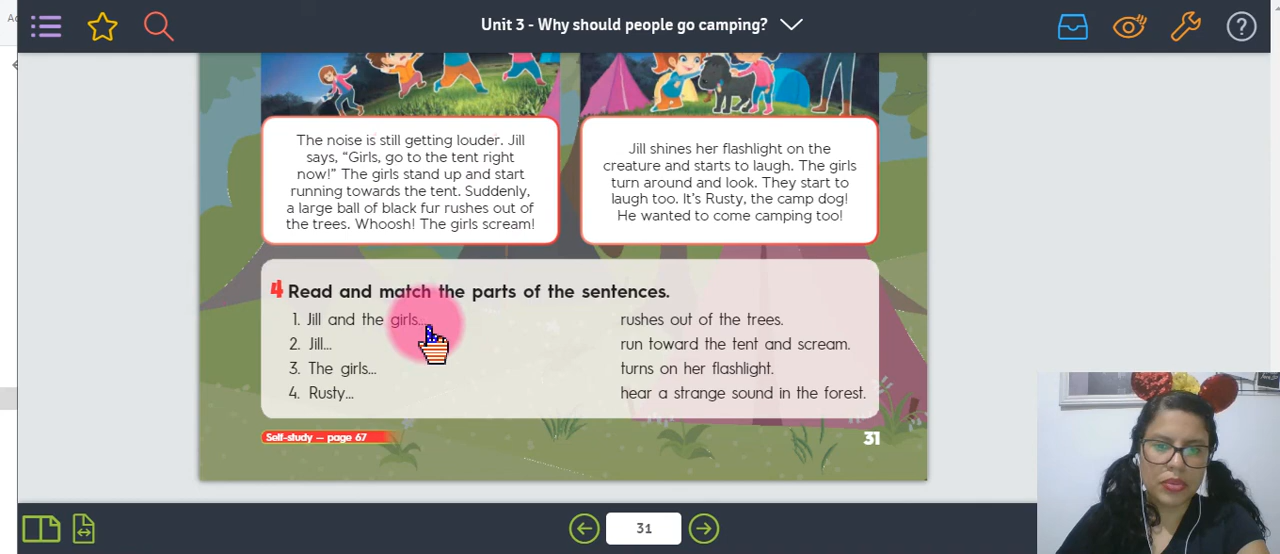 Unit 3 - Why should people go camping?
The noise is still getting louder. Jill
says, “Girls, go to the tent right
now!” The girls stand up and start
running towards the tent. Suddenly,
a large ball of black fur rushes out of
the trees. Whoosh! The girls scream!
Jill shines her flashlight on the
creature and starts to laugh. The girls
turn around and look. They start to
laugh too. It’s Rusty, the camp dog!
He wanted to come camping too!
4 Read and match the parts of the sentences.
1. Jill and the girls...
rushes out of the trees.
2. Jill...
run toward the tent and scream.
3. The girls...
turns on her flashlight.
4. Rusty...
hear a strange sound in the forest.
Self-study – page 67
31
31